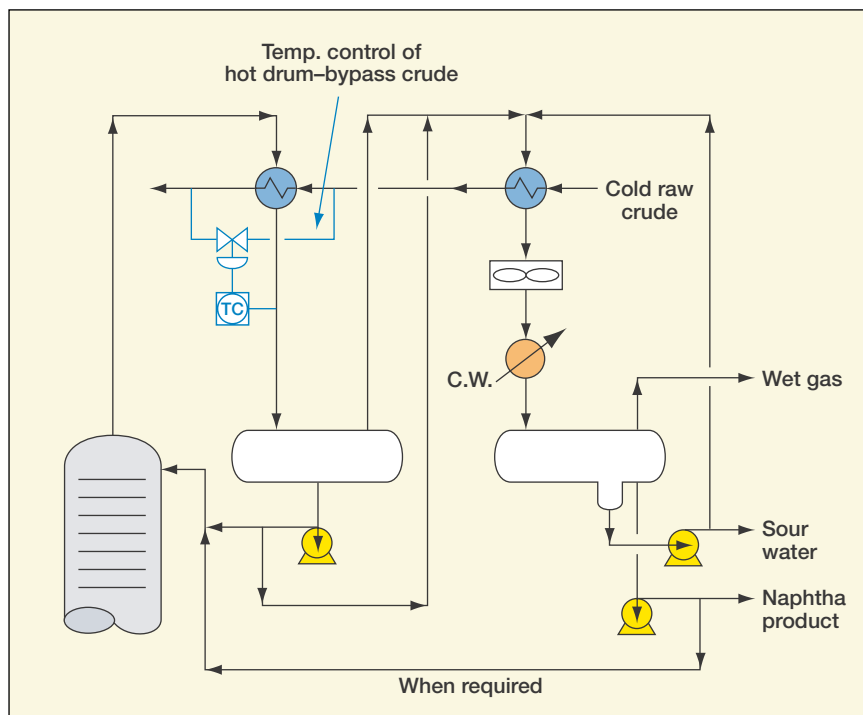 Temp. control of
hot drum–bypass crude
Cold raw
crude
TC
C.W.
Wet gas
Sour
water
Naphtha
product
When required